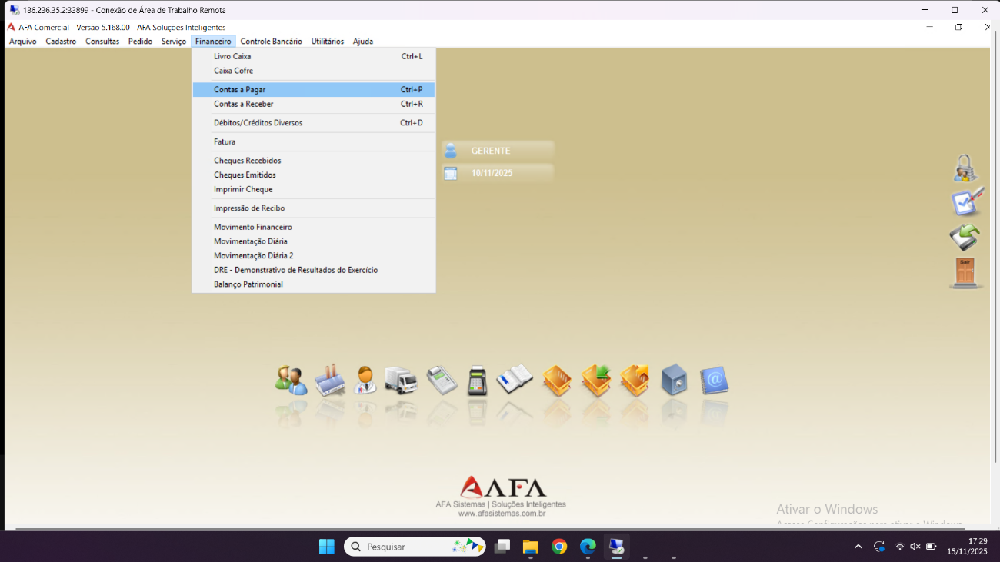 186.236.35.2:33899 - Conexão de Área de Trabalho Remota
AFA Comercial - Versão 5.168.00 - AFA Soluções Inteligentes
Arquivo Cadastro Consultas Pedido Serviço Financeiro Controle Bancário Utilitários Ajuda
Livro Caixa Ctrl+L
Caixa Cofre
Contas a Pagar Ctrl+P
Contas a Receber Ctrl+R
Débitos/Créditos Diversos Ctrl+D
Fatura
Cheques Recebidos
Cheques Emitidos
Imprimir Cheque
Impressão de Recibo
Movimento Financeiro
Movimentação Diária
Movimentação Diária 2
DRE - Demonstrativo de Resultados do Exercício
Balanço Patrimonial
GERENTE
10/11/2025
Sair
AFA
AFA Sistemas | Soluções Inteligentes
www.afasistemas.com.br
Ativar o Windows
Pesquisar
17:29
15/11/2025